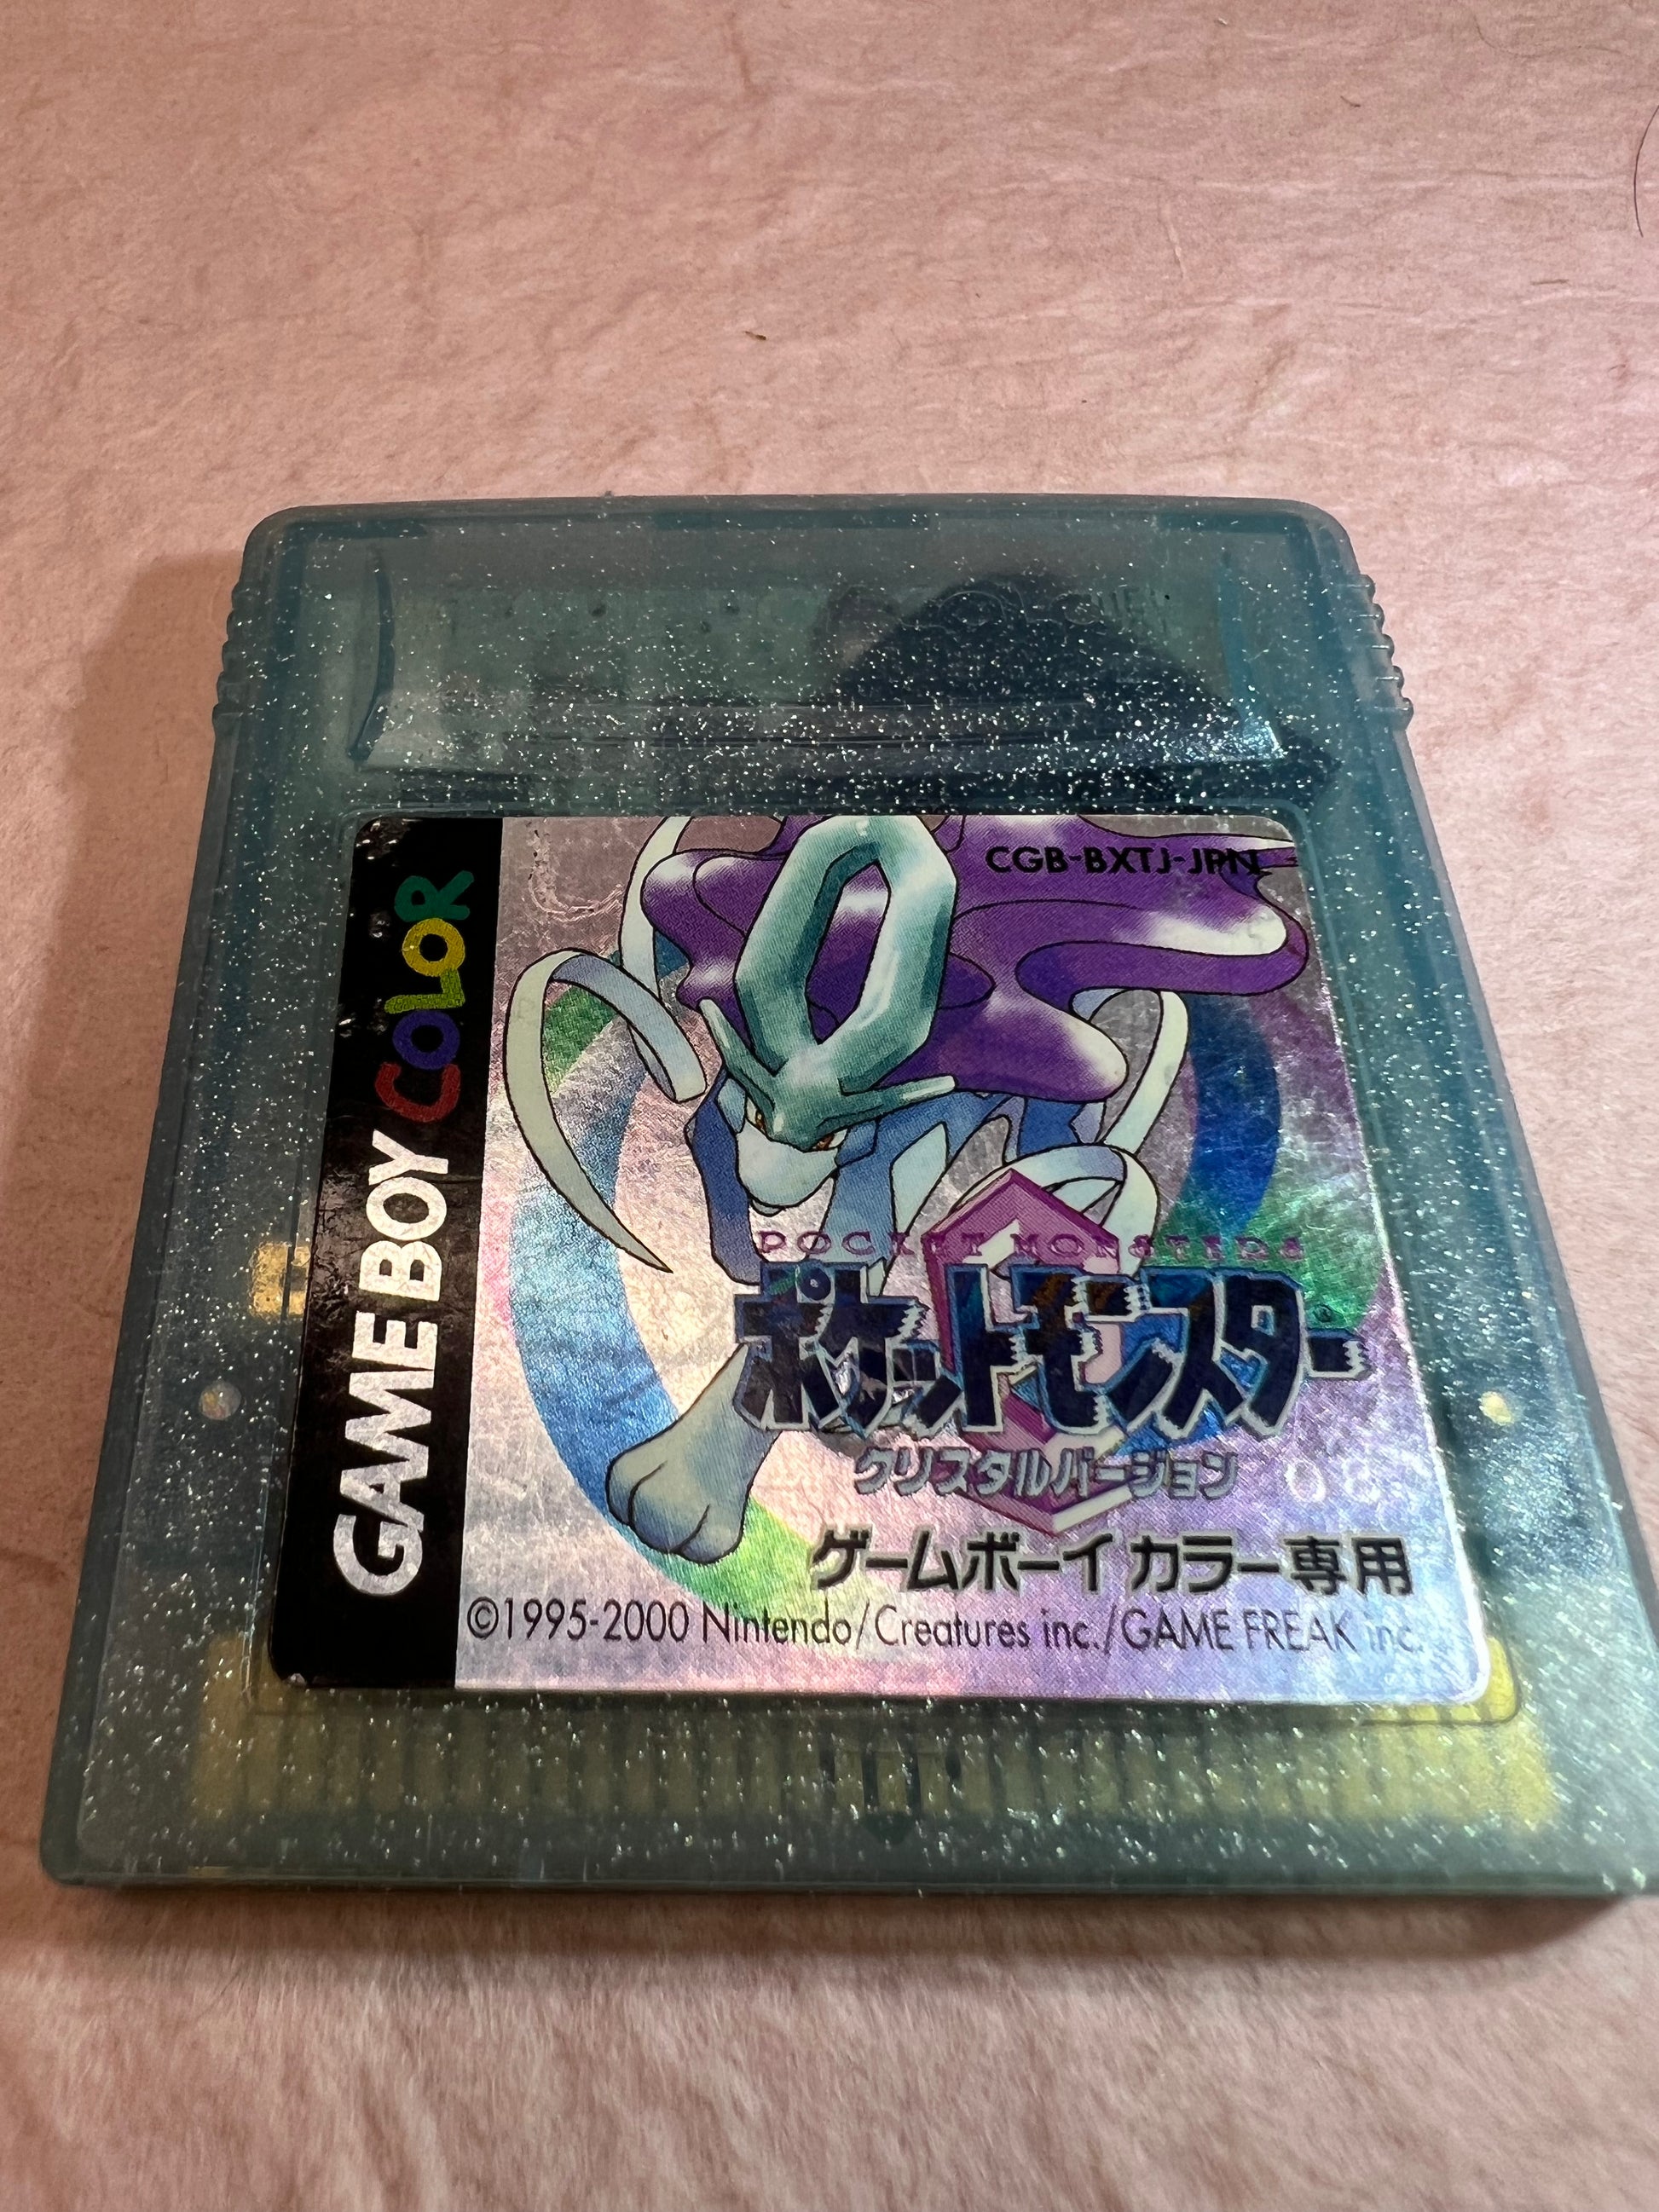 GAME BOY COLOR
CGB-BXTJ-JPN
POCKET MONSTERS
ポケットモンスター®
クリスタルバージョン
ゲームボーイカラー専用
©1995-2000 Nintendo/Creatures inc./GAME FREAK inc.